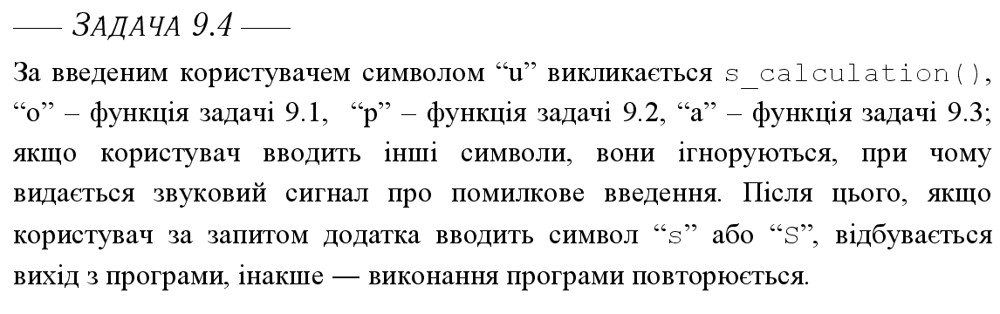 —— ЗАДАЧА 9.4 ——
За введеним користувачем символом “u” викликається s_calculation(),
“o” – функція задачі 9.1, “p” – функція задачі 9.2, “a” – функція задачі 9.3;
якщо користувач вводить інші символи, вони ігноруються, при чому
видається звуковий сигнал про помилкове введення. Після цього, якщо
користувач за запитом додатка вводить символ “s” або “S”, відбувається
вихід з програми, інакше — виконання програми повторюється.